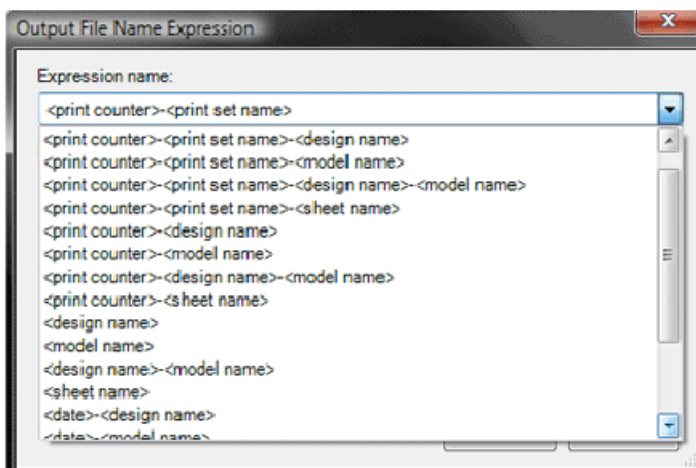 Output File Name Expression
Expression name:
<print counter>-<print set name>
<print counter>-<print set name>-<design name>
<print counter>-<print set name>-<model name>
<print counter>-<print set name>-<design name>-<model name>
<print counter>-<print set name>-<sheet name>
<print counter>-<design name>
<print counter>-<model name>
<print counter>-<design name>-<model name>
<print counter>-<sheet name>
<design name>
<model name>
<design name>-<model name>
<sheet name>
<date>-<design name>
<date>-<model name>